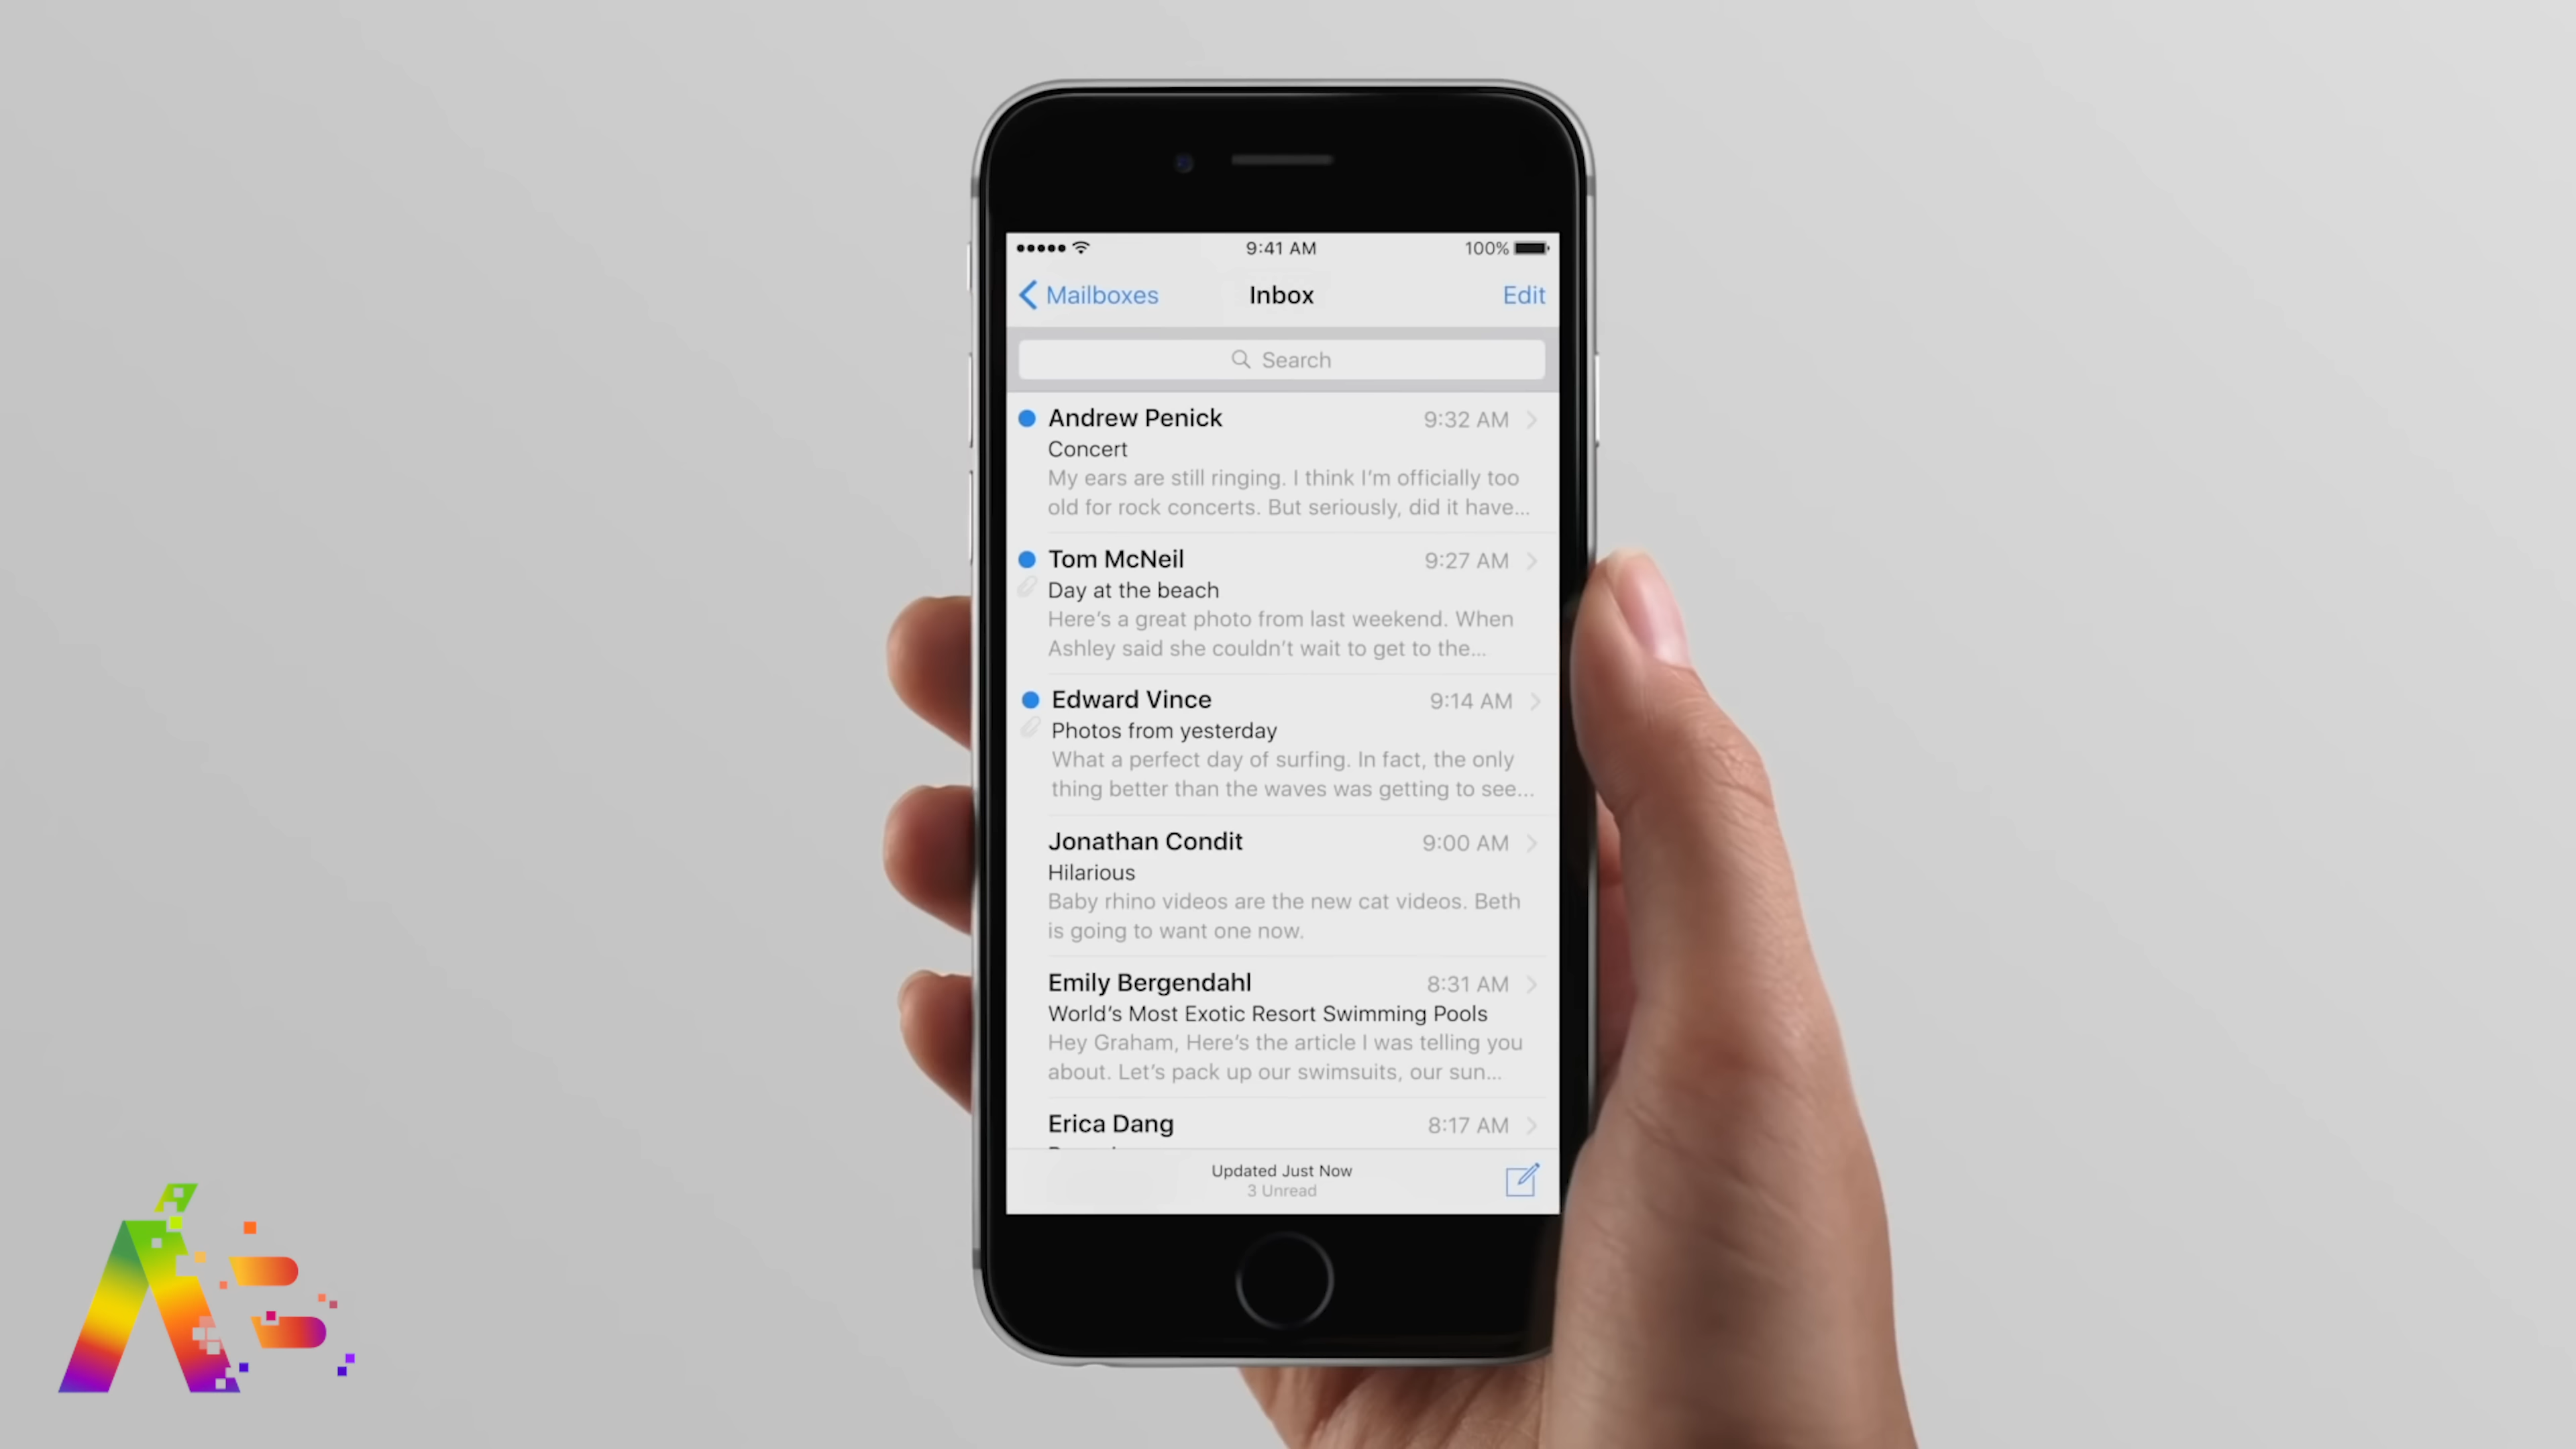 9:41 AM
100%
Mailboxes
Inbox
Edit
Search
Andrew Penick
9:32 AM
Concert
My ears are still ringing. I think I'm officially too
old for rock concerts. But seriously, did it have...
Tom McNeil
9:27 AM
Day at the beach
Here's a great photo from last weekend. When
Ashley said she couldn't wait to get to the...
Edward Vince
9:14 AM
Photos from yesterday
What a perfect day of surfing. In fact, the only
thing better than the waves was getting to see...
Jonathan Condit
9:00 AM
Hilarious
Baby rhino videos are the new cat videos. Beth
is going to want one now.
Emily Bergendahl
8:31 AM
World's Most Exotic Resort Swimming Pools
Hey Graham, Here's the article I was telling you
about. Let's pack up our swimsuits, our sun...
Erica Dang
8:17 AM
Updated Just Now
3 Unread